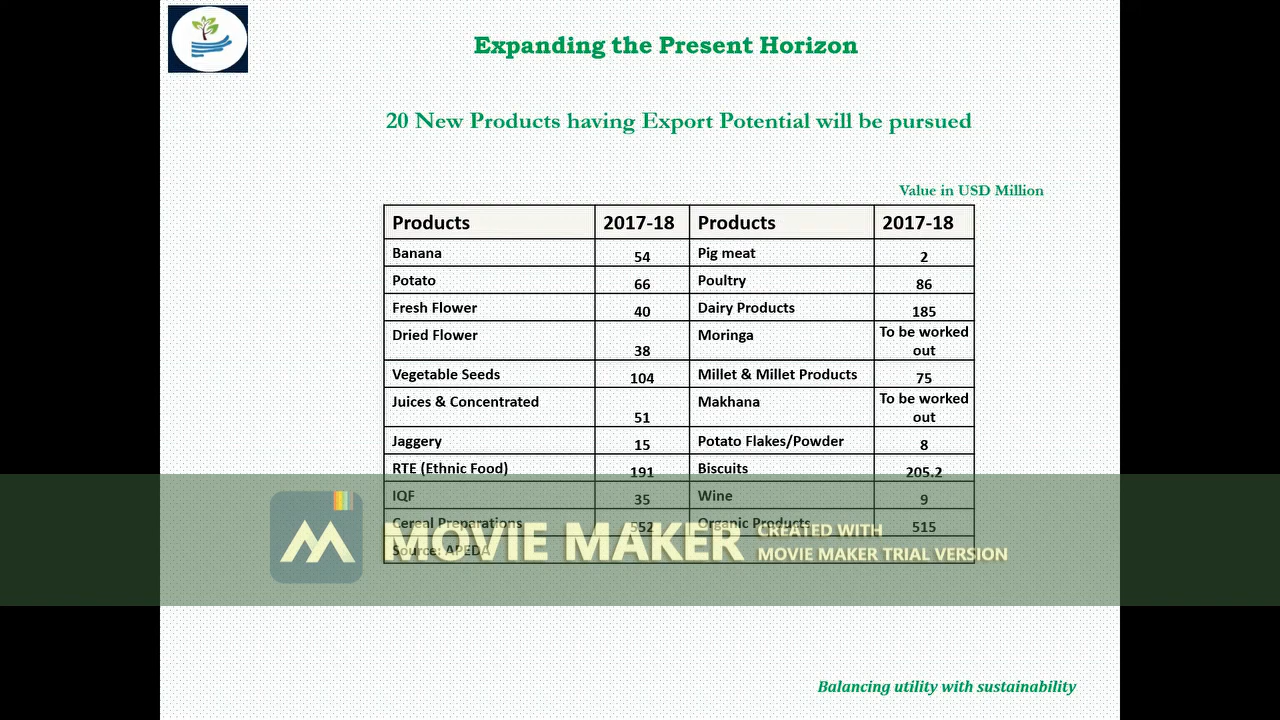 Expanding the Present Horizon
20 New Products having Export Potential will be pursued
Value in USD Million
Products 2017-18 Products 2017-18
Banana 54 Pig meat 2
Potato 66 Poultry 86
Fresh Flower 40 Dairy Products 185
Dried Flower 38 Moringa To be worked out
Vegetable Seeds 104 Millet & Millet Products 75
Juices & Concentrated 51 Makhana To be worked out
Jaggery 15 Potato Flakes/Powder 8
RTE (Ethnic Food) 191 Biscuits 205.2
IQF 35 Wine 9
Cereal Preparations 552 Organic Products 515
Source: APEDA
MOVIE MAKER
CREATED WITH
MOVIE MAKER TRIAL VERSION
Balancing utility with sustainability